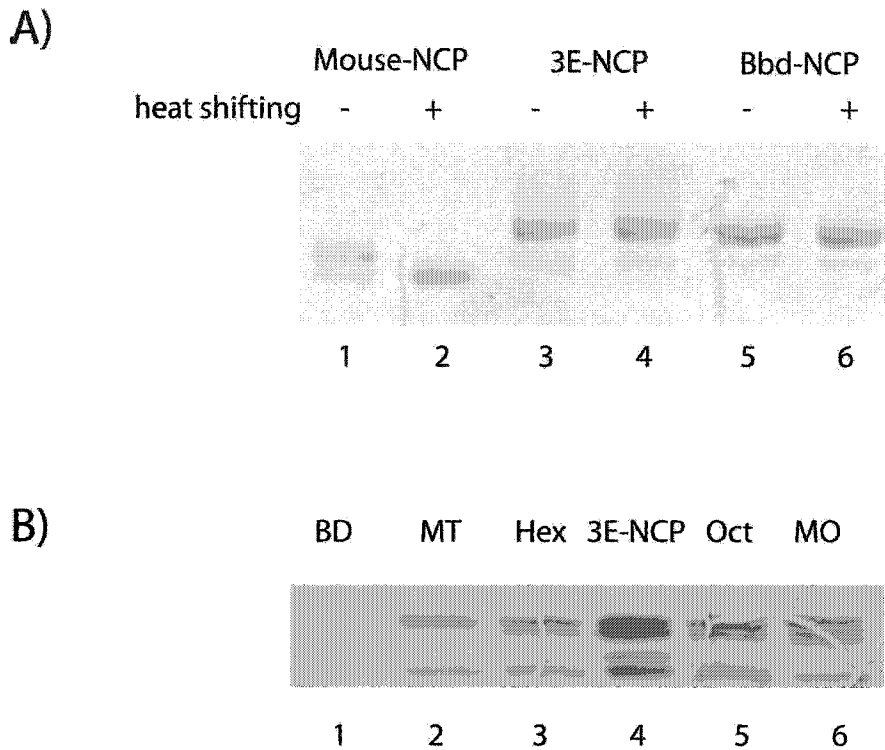 A)
Mouse-NCP 3E-NCP Bbd-NCP
heat shifting - + - + - +
1 2 3 4 5 6
B)
BD MT Hex 3E-NCP Oct MO
1 2 3 4 5 6